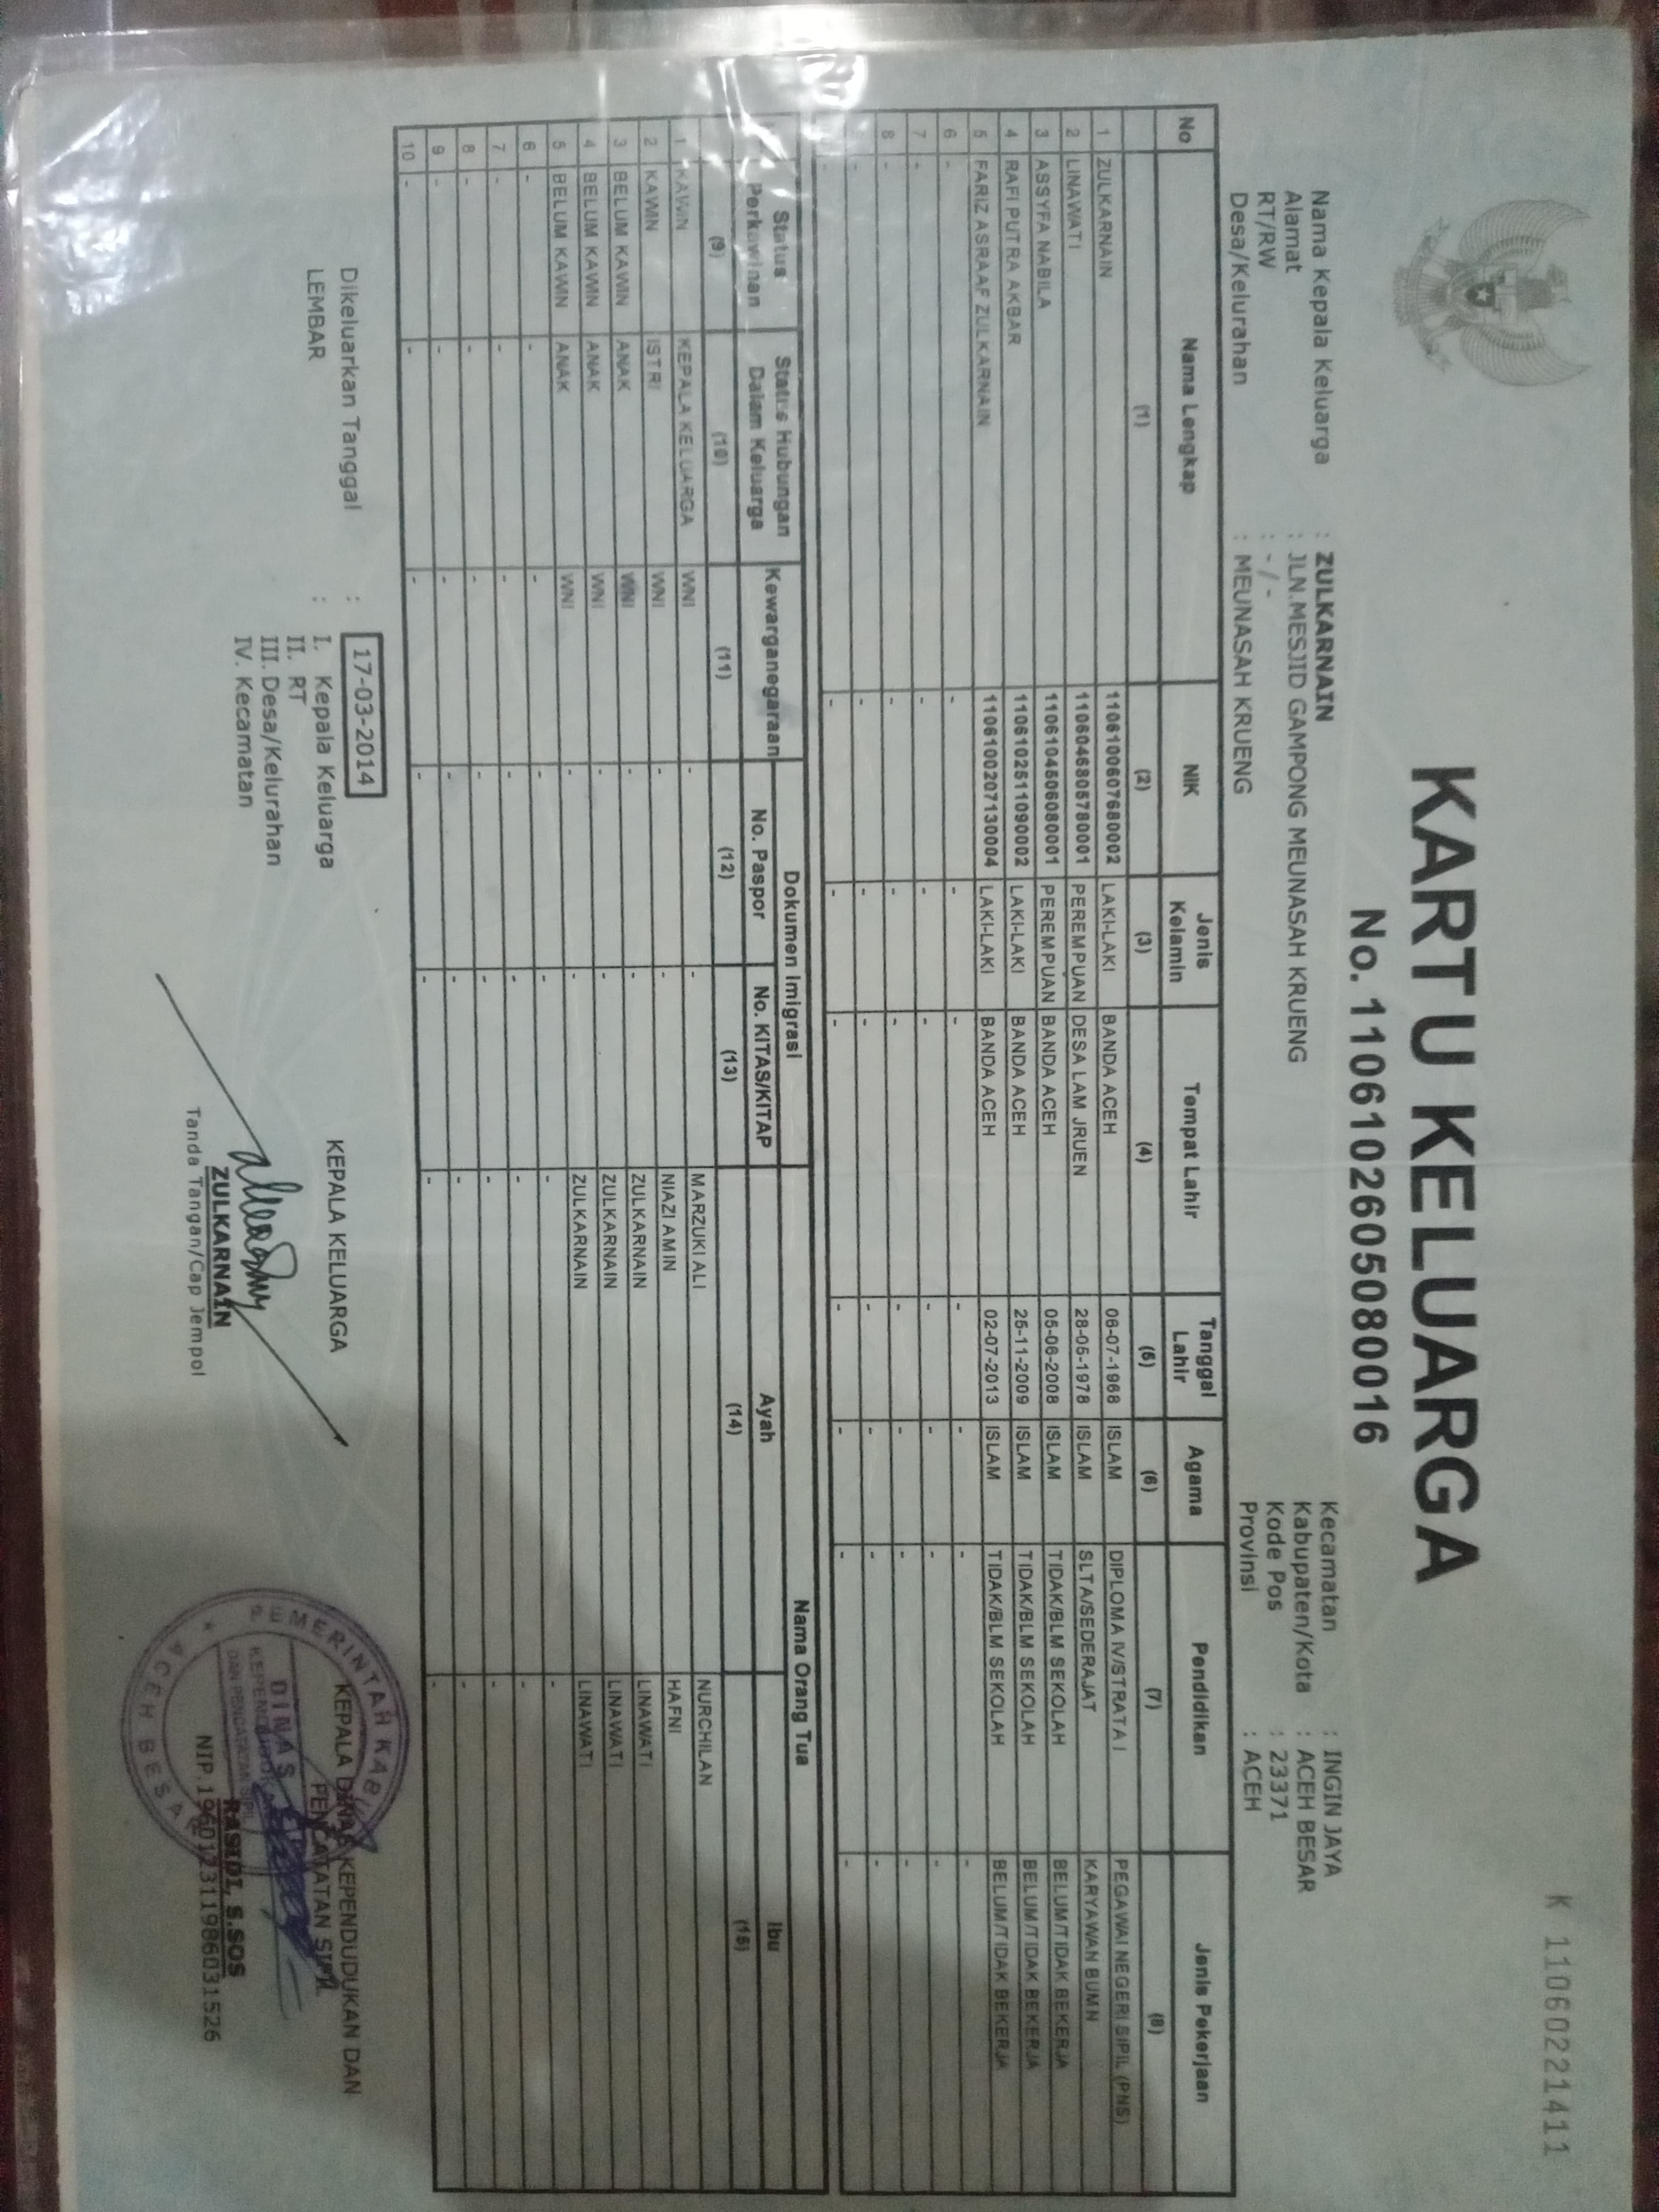 K 11060221411
KARTU KELUARGA
No. 1106102605080016
Nama Kepala Keluarga : ZULKARNAIN
Alamat : JLN.MESJID GAMPONG MEUNASAH KRUENG
RT/RW : - / -
Desa/Kelurahan : MEUNASAH KRUENG
Kecamatan : INGIN JAYA
Kabupaten/Kota : ACEH BESAR
Kode Pos : 23371
Provinsi : ACEH
No Nama Lengkap NIK Jenis Kelamin Tempat Lahir Tanggal Lahir Agama Pendidikan Jenis Pekerjaan
(1) (2) (3) (4) (5) (6) (7) (8)
1 ZULKARNAIN 1106100607680002 LAKI-LAKI BANDA ACEH 06-07-1968 ISLAM DIPLOMA IV/STRATA I PEGAWAI NEGERI SIPIL (PNS)
2 LINAWATI 1106046805780001 PEREMPUAN DESA LAM JRUEN 28-05-1978 ISLAM SLTA/SEDERAJAT KARYAWAN BUMN
3 ASSYFA NABILA 1106104506080001 PEREMPUAN BANDA ACEH 05-06-2008 ISLAM TIDAK/BLM SEKOLAH BELUM/TIDAK BEKERJA
4 RAFI PUTRA AKBAR 1106102511090002 LAKI-LAKI BANDA ACEH 25-11-2009 ISLAM TIDAK/BLM SEKOLAH BELUM/TIDAK BEKERJA
5 FARIZ ASRAAF ZULKARNAIN 1106100207130004 LAKI-LAKI BANDA ACEH 02-07-2013 ISLAM TIDAK/BLM SEKOLAH BELUM/TIDAK BEKERJA
6 - - - - - - - -
7 - - - - - - - -
8 - - - - - - - -
- - - - - - -
- - - - - - -
Status Perkawinan Status Hubungan Dalam Keluarga Kewarganegaraan Dokumen Imigrasi Nama Orang Tua
No. Paspor No. KITAS/KITAP Ayah Ibu
(9) (10) (11) (12) (13) (14) (15)
1 KAWIN KEPALA KELUARGA WNI - - MARZUKI ALI NURCHILAN
2 KAWIN ISTRI WNI - - NIAZI AMIN HAFNI
3 BELUM KAWIN ANAK WNI - - ZULKARNAIN LINAWATI
4 BELUM KAWIN ANAK WNI - - ZULKARNAIN LINAWATI
5 BELUM KAWIN ANAK WNI - - ZULKARNAIN LINAWATI
6 - - - - - - -
7 - - - - - - -
8 - - - - - - -
9 - - - - - - -
10 - - - - - - -
Dikeluarkan Tanggal : 17-03-2014
LEMBAR : I. Kepala Keluarga
II. RT
III. Desa/Kelurahan
IV. Kecamatan
KEPALA KELUARGA
ZULKARNAIN
Tanda Tangan/Cap Jempol
KEPALA DINAS KEPENDUDUKAN DAN
PENCATATAN SIPIL
RASIDI, S.SOS
NIP.196012311986031526
PEMERINTAH KAB
ACEH BESAR
DINAS
KEPENDUDUKAN
DAN PENCATATAN SIPIL